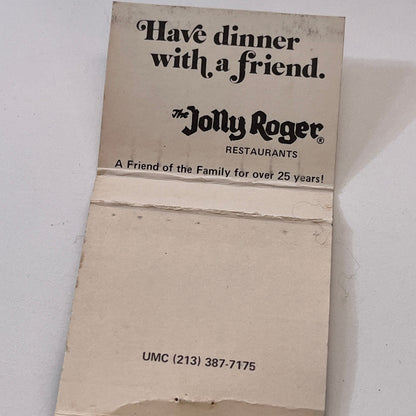 Have dinner
with a friend.
The Jolly Roger®
RESTAURANTS
A Friend of the Family for over 25 years!
UMC (213) 387-7175